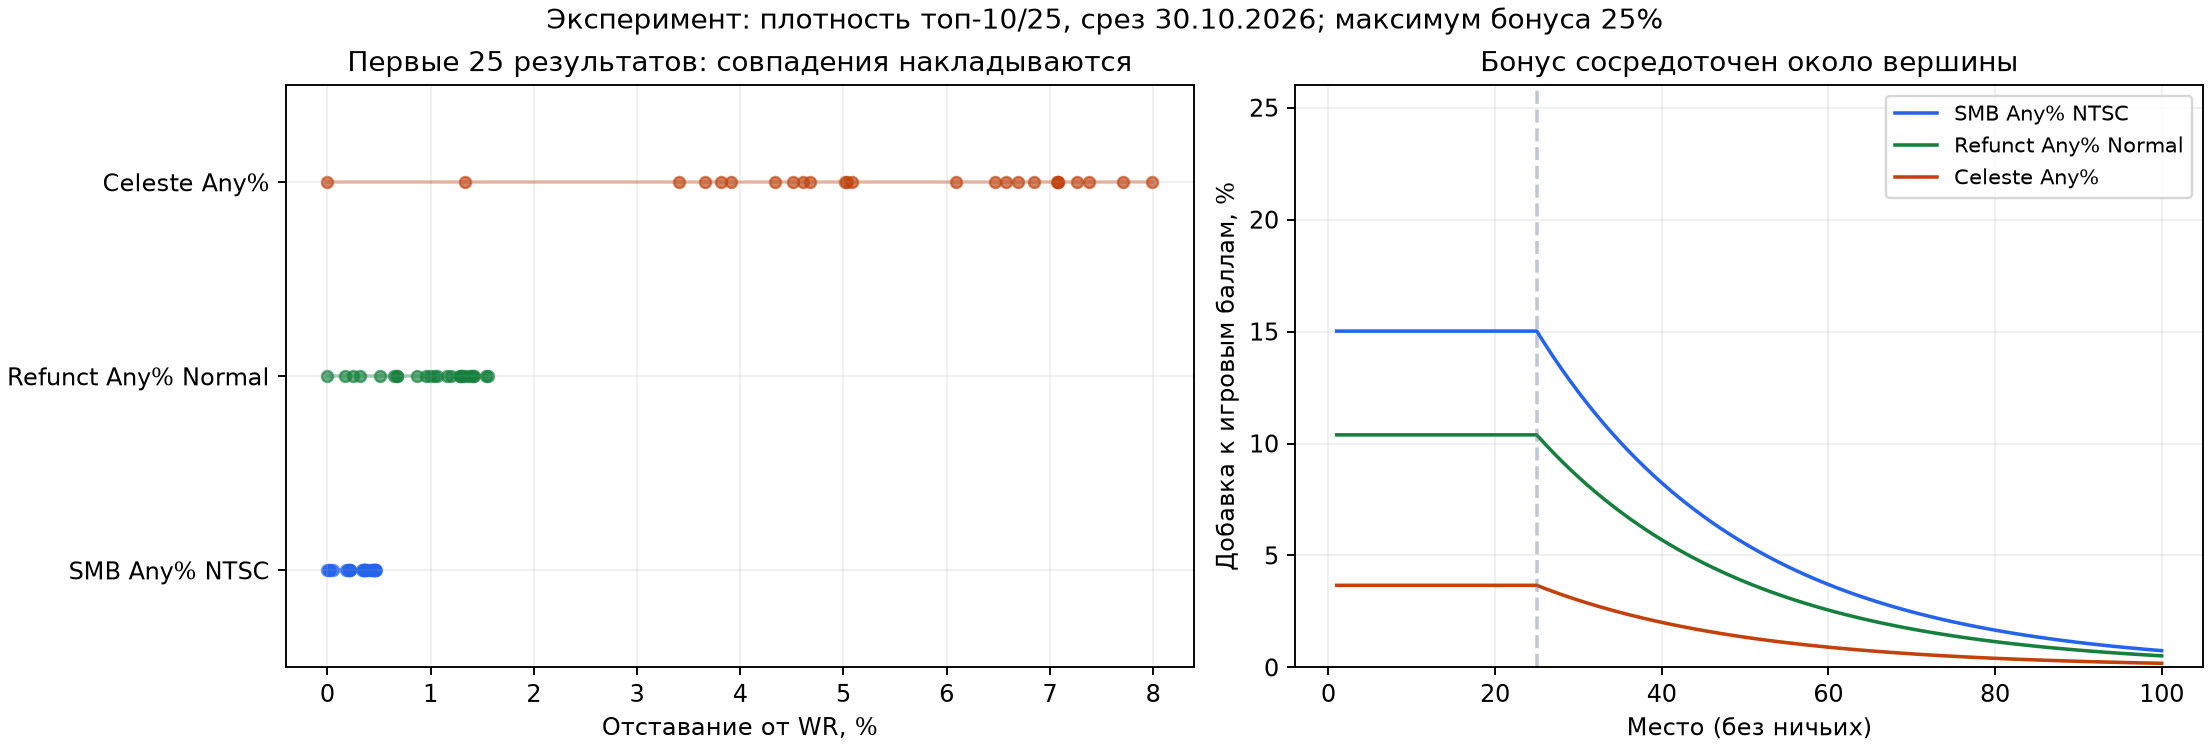 Эксперимент: плотность топ-10/25, срез 30.10.2026; максимум бонуса 25%
Первые 25 результатов: совпадения накладываются
Celeste Any%
Refunct Any% Normal
SMB Any% NTSC
0 1 2 3 4 5 6 7 8
Отставание от WR, %
Бонус сосредоточен около вершины
Добавка к игровым баллам, %
25
20
15
10
5
0
SMB Any% NTSC
Refunct Any% Normal
Celeste Any%
0 20 40 60 80 100
Место (без ничьих)